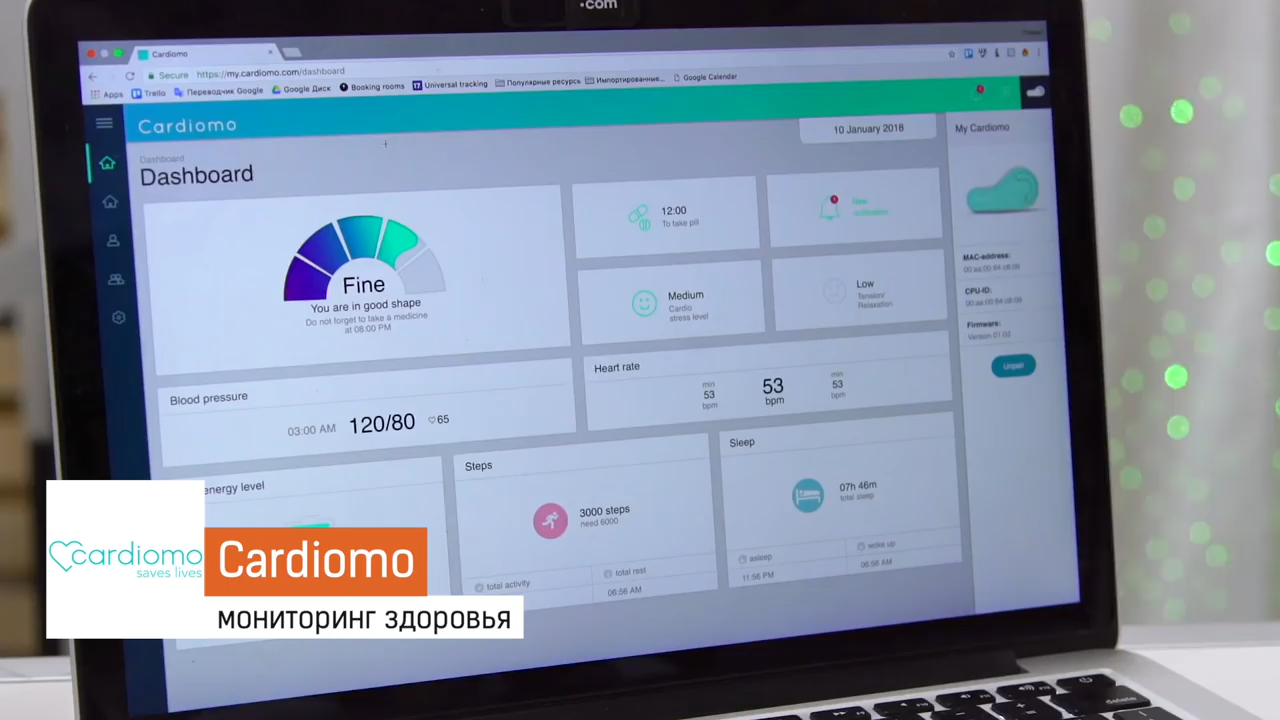 .com
Cardiomo
Secure https://my.cardiomo.com/dashboard
Apps Trello Переводчик Google Google Диск Booking rooms 17 Universal tracking Популярные ресурсы Импортированные... Google Calendar
Cardiomo
10 January 2018
My Cardiomo
Dashboard
Dashboard
Fine
You are in good shape
Do not forget to take a medicine
at 08:00 PM
12:00
To take pill
New
Medium
Cardio
stress level
Low
Tension/
Relaxation
MAC-address:
CPU-ID:
Firmware:
Version 01.02
Unpair
Blood pressure
03:00 AM 120/80 65
Heart rate
min
53
bpm
53
bpm
min
53
bpm
energy level
Steps
3000 steps
need 6000
total activity
total rest
06:56 AM
Sleep
07h 46m
total sleep
asleep
11:56 PM
woke up
06:56 AM
cardiomo
saves lives
Cardiomo
мониторинг здоровья
delete